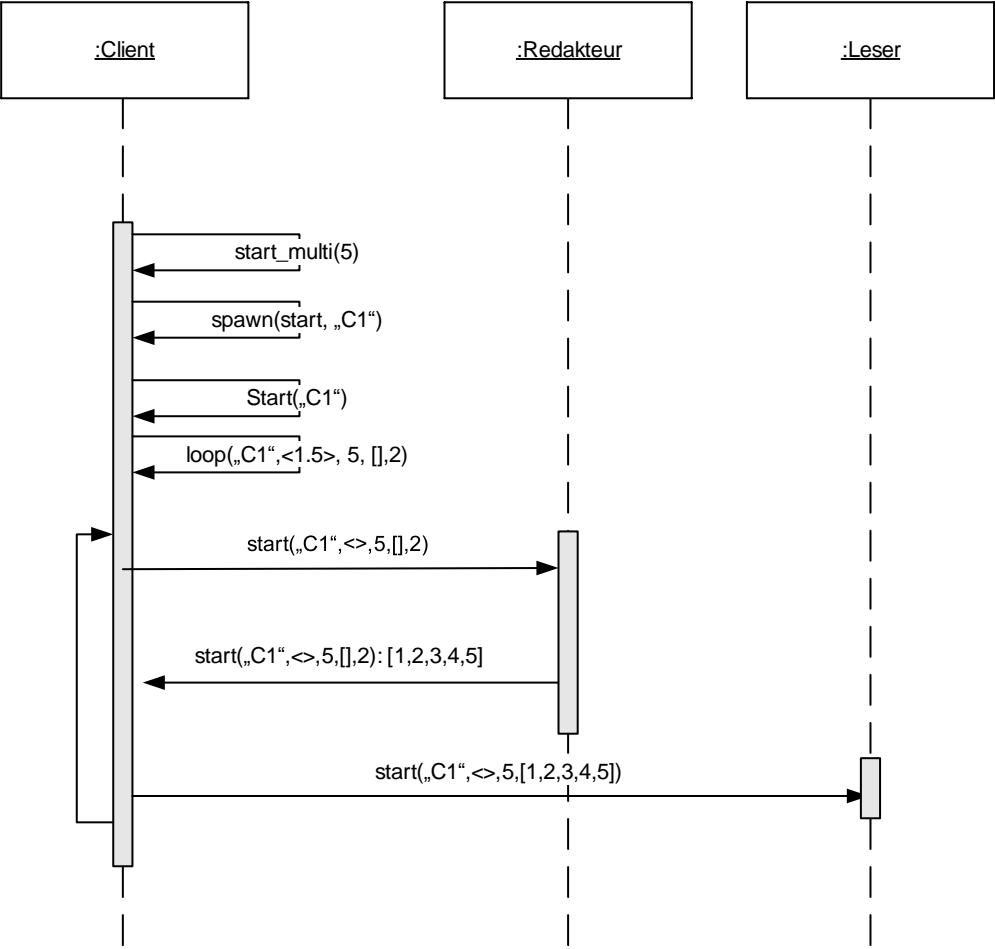 :Client
:Redakteur
:Leser
start_multi(5)
spawn(start, „C1“)
Start(„C1“)
loop(„C1“,<1.5>, 5, [],2)
start(„C1“,<>,5,[],2)
start(„C1“,<>,5,[],2): [1,2,3,4,5]
start(„C1“,<>,5,[1,2,3,4,5])